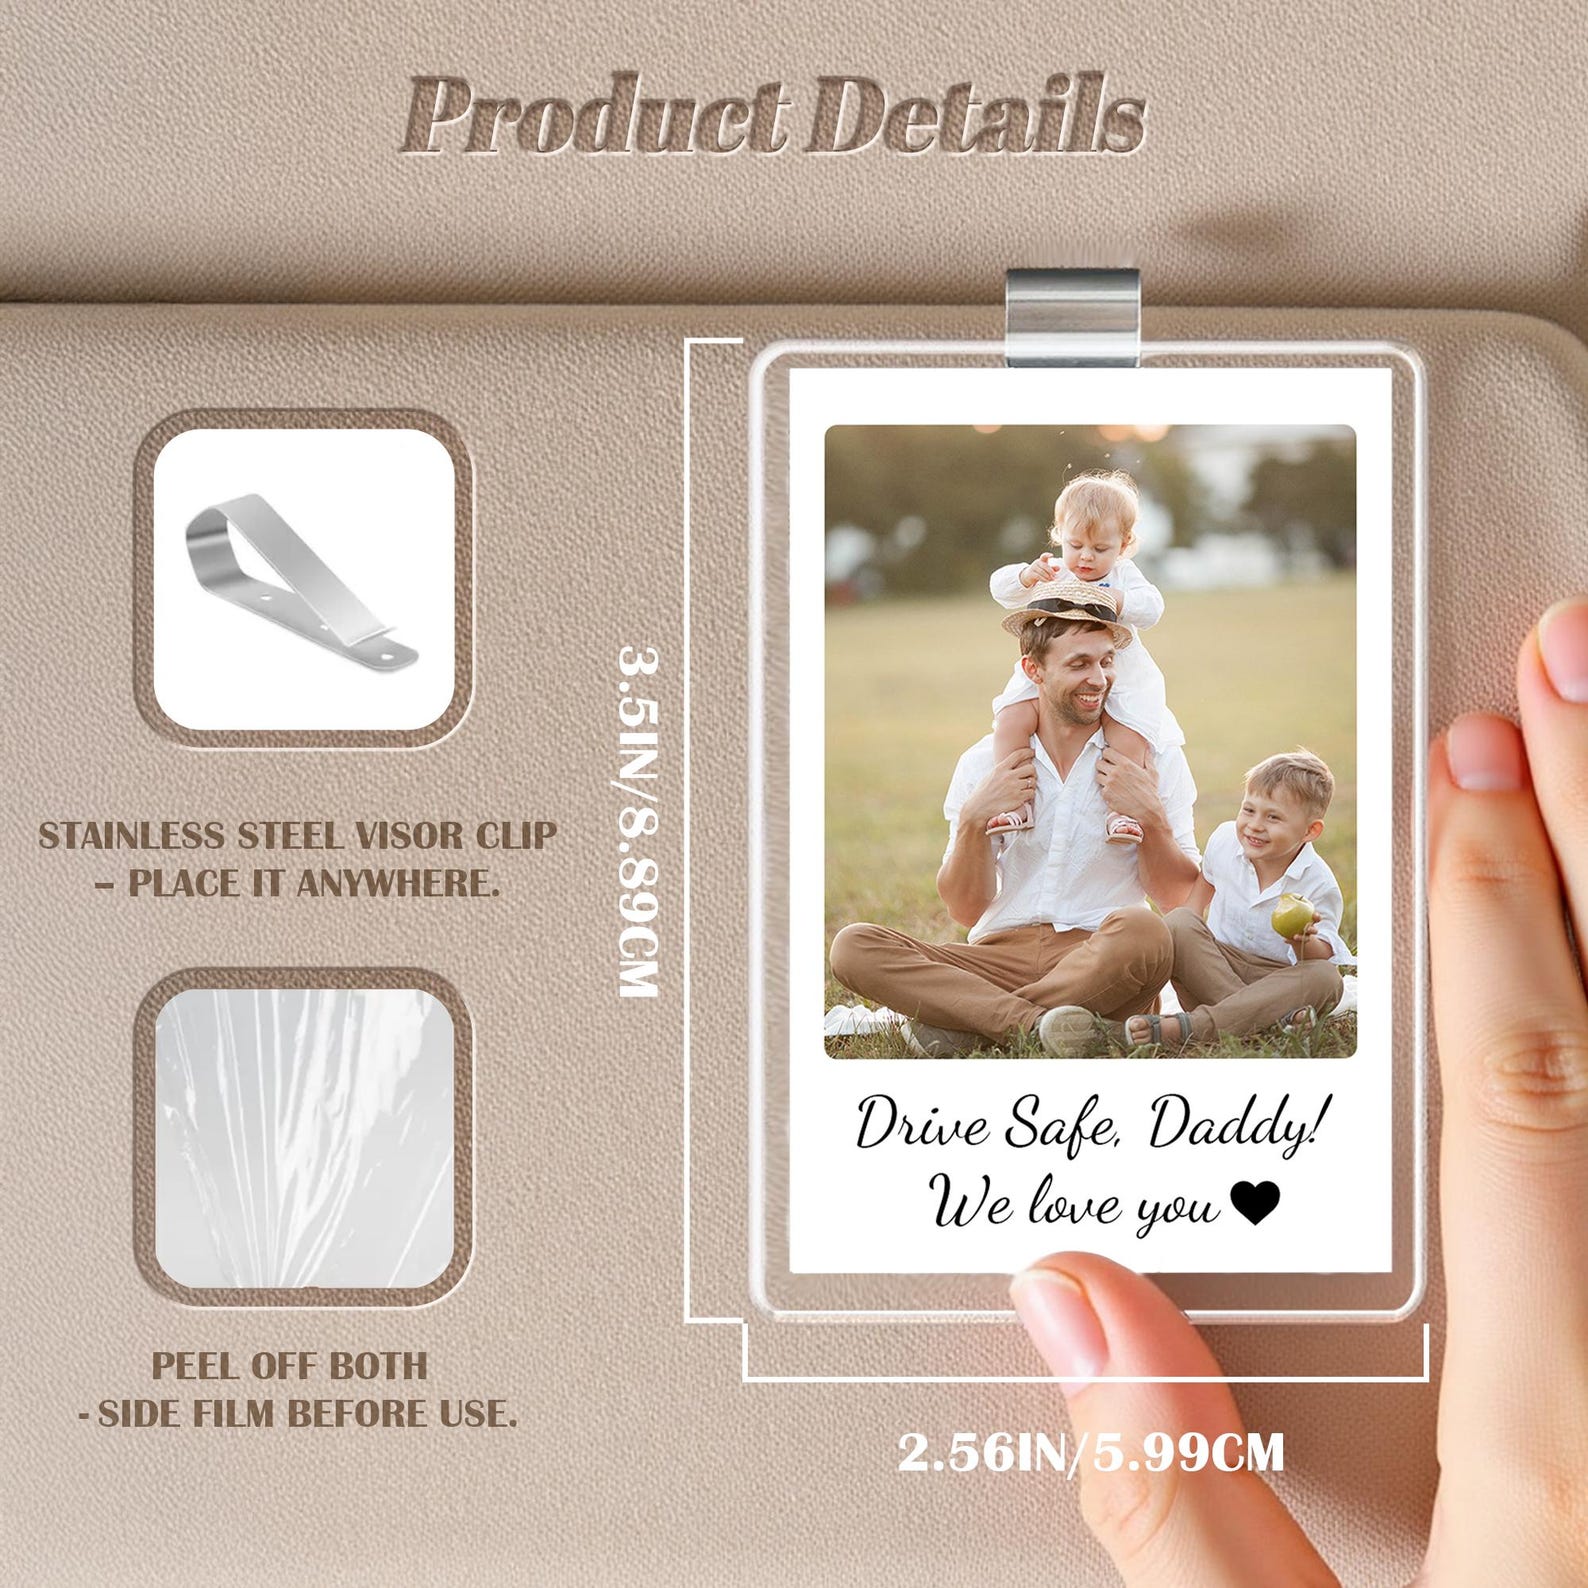 Product Details
STAINLESS STEEL VISOR CLIP
– PLACE IT ANYWHERE.
PEEL OFF BOTH
- SIDE FILM BEFORE USE.
3.5IN/8.89CM
Drive Safe, Daddy!
We love you ♥
2.56IN/5.99CM